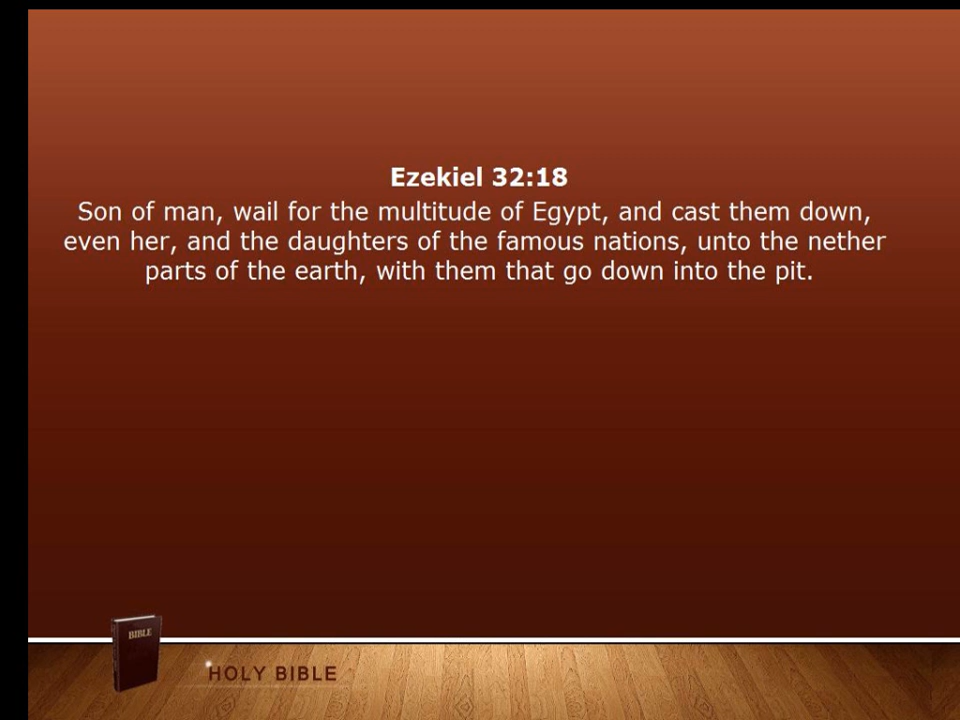 Ezekiel 32:18
Son of man, wail for the multitude of Egypt, and cast them down,
even her, and the daughters of the famous nations, unto the nether
parts of the earth, with them that go down into the pit.
BIBLE
HOLY BIBLE